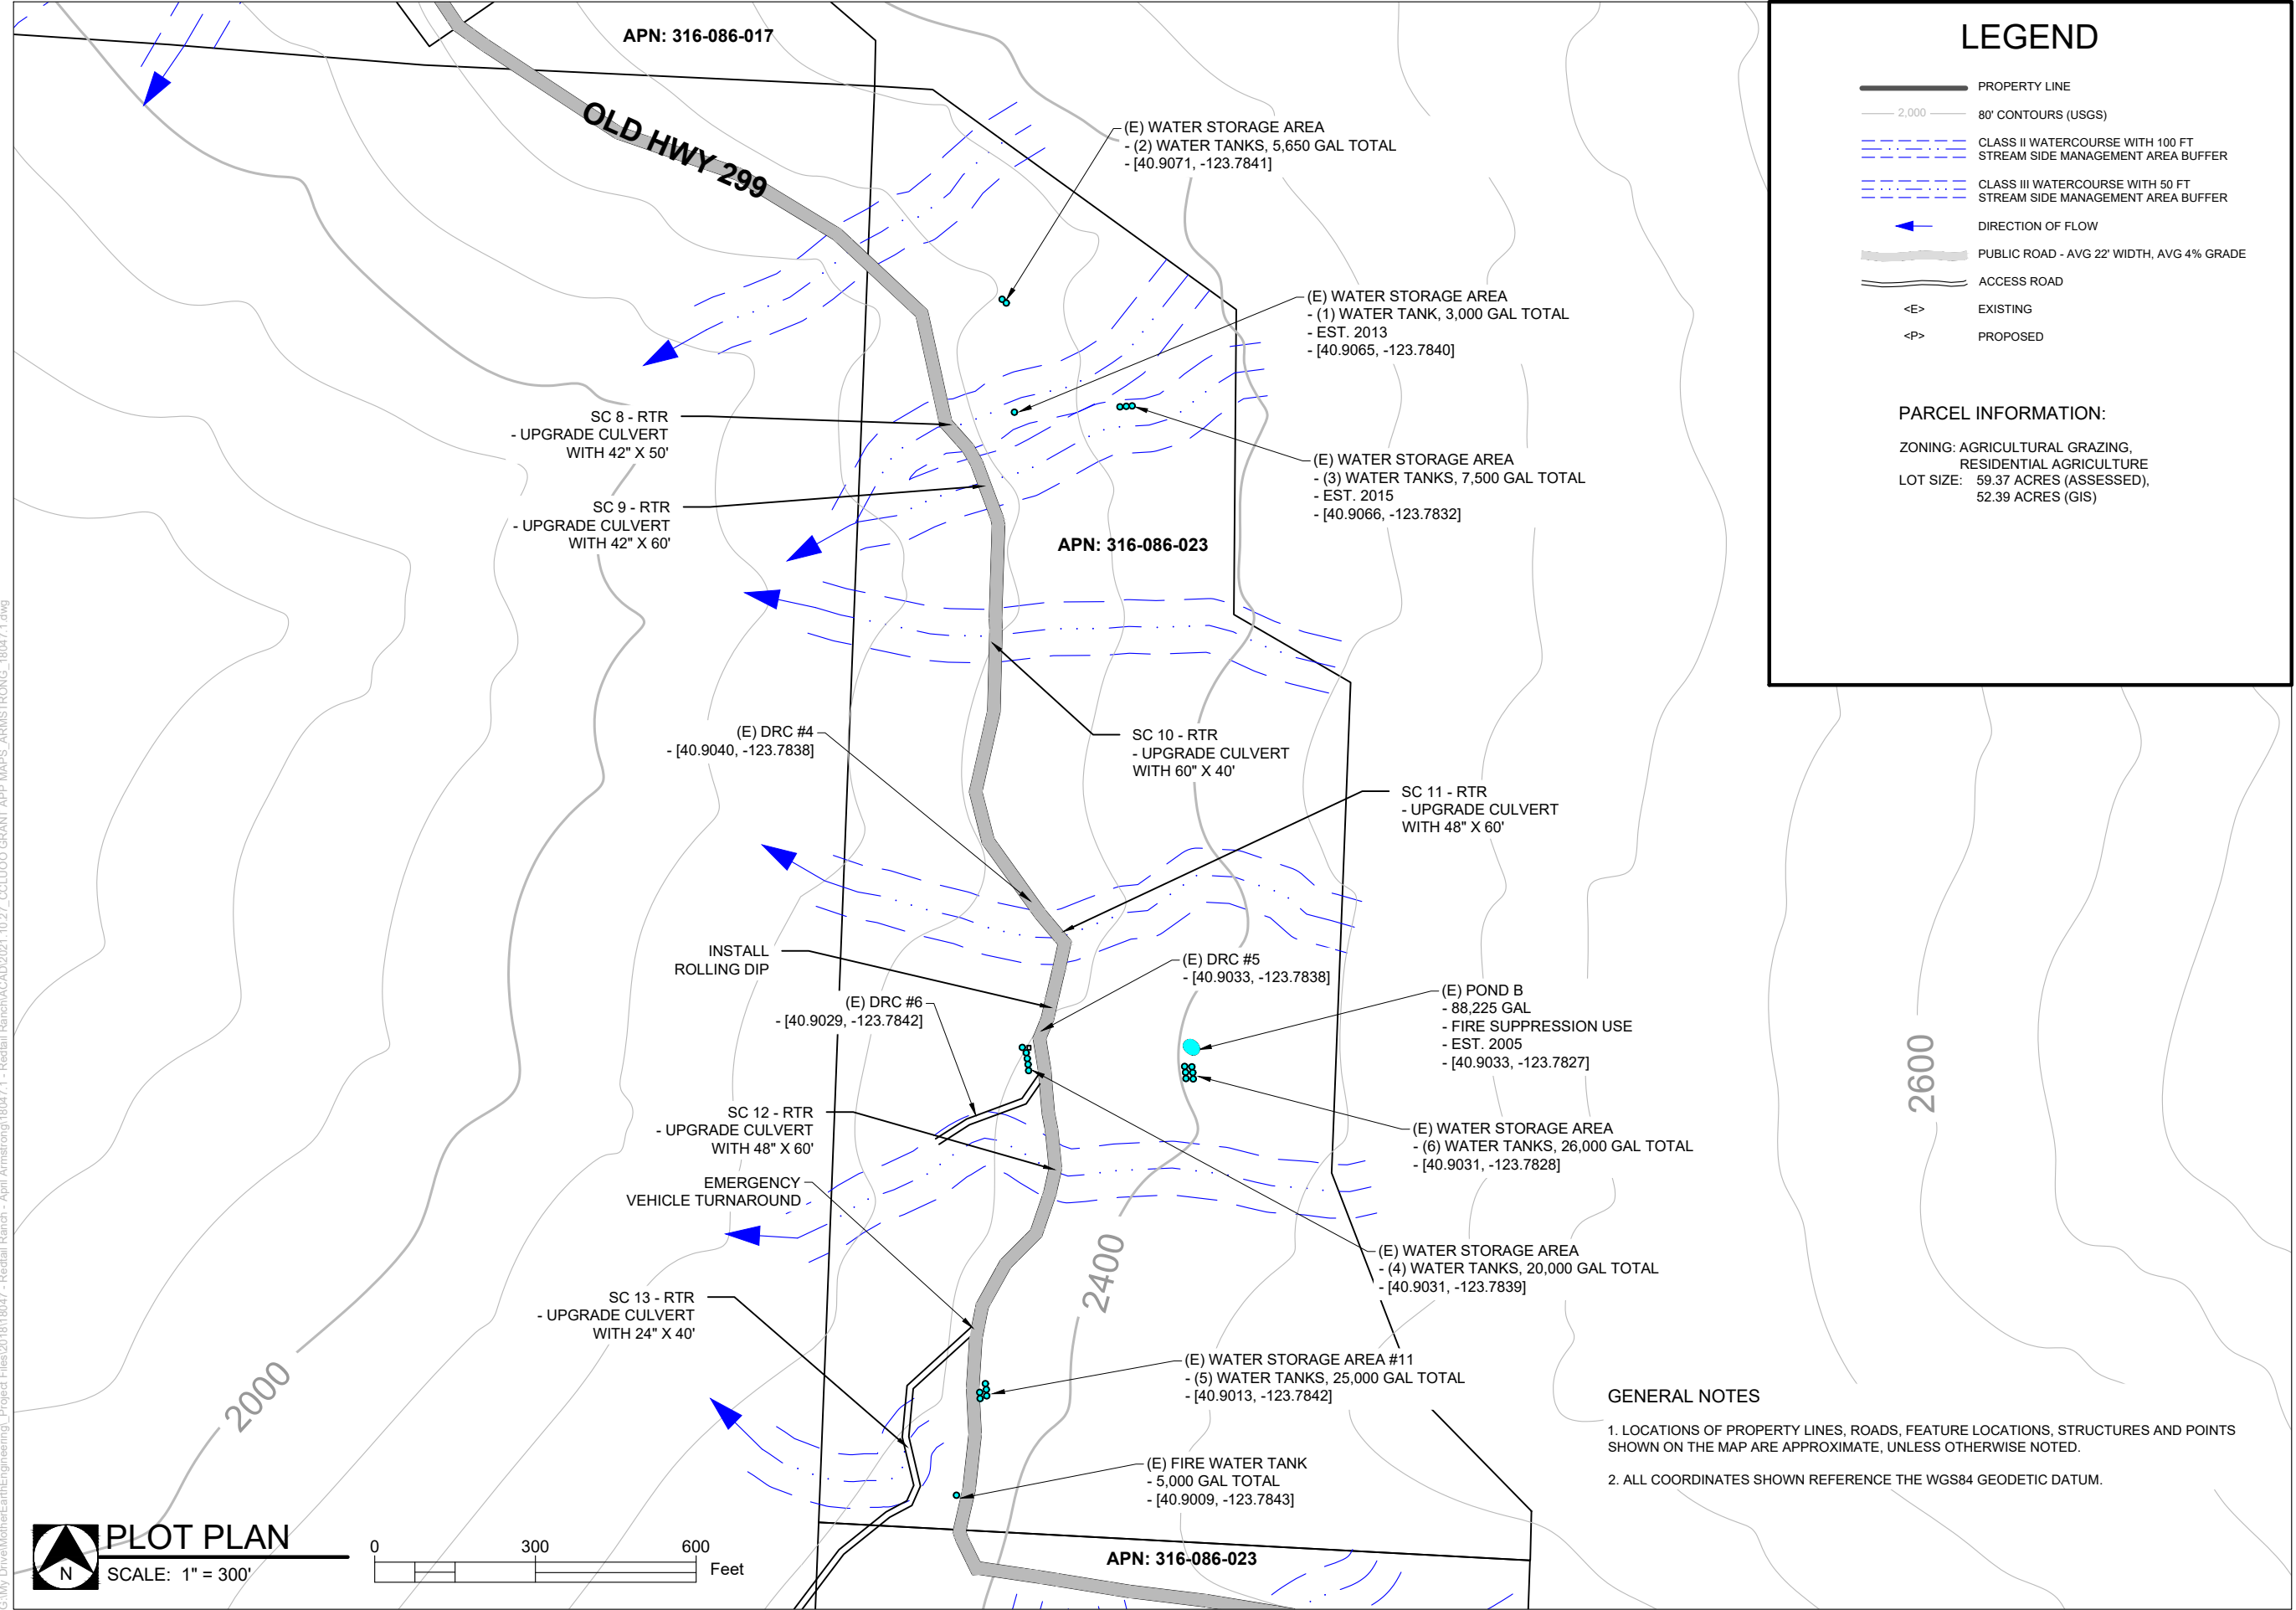 APN: 316-086-017
OLD HWY 299
(E) WATER STORAGE AREA
- (2) WATER TANKS, 5,650 GAL TOTAL
- [40.9071, -123.7841]
(E) WATER STORAGE AREA
- (1) WATER TANK, 3,000 GAL TOTAL
- EST. 2013
- [40.9065, -123.7840]
SC 8 - RTR
- UPGRADE CULVERT
WITH 42" X 50'
(E) WATER STORAGE AREA
- (3) WATER TANKS, 7,500 GAL TOTAL
- EST. 2015
- [40.9066, -123.7832]
SC 9 - RTR
- UPGRADE CULVERT
WITH 42" X 60'
APN: 316-086-023
(E) DRC #4
- [40.9040, -123.7838]
SC 10 - RTR
- UPGRADE CULVERT
WITH 60" X 40'
SC 11 - RTR
- UPGRADE CULVERT
WITH 48" X 60'
INSTALL
ROLLING DIP
(E) DRC #5
- [40.9033, -123.7838]
(E) DRC #6
- [40.9029, -123.7842]
(E) POND B
- 88,225 GAL
- FIRE SUPPRESSION USE
- EST. 2005
- [40.9033, -123.7827]
SC 12 - RTR
- UPGRADE CULVERT
WITH 48" X 60'
(E) WATER STORAGE AREA
- (6) WATER TANKS, 26,000 GAL TOTAL
- [40.9031, -123.7828]
EMERGENCY
VEHICLE TURNAROUND
(E) WATER STORAGE AREA
- (4) WATER TANKS, 20,000 GAL TOTAL
- [40.9031, -123.7839]
SC 13 - RTR
- UPGRADE CULVERT
WITH 24" X 40'
(E) WATER STORAGE AREA #11
- (5) WATER TANKS, 25,000 GAL TOTAL
- [40.9013, -123.7842]
(E) FIRE WATER TANK
- 5,000 GAL TOTAL
- [40.9009, -123.7843]
APN: 316-086-023
2000
2400
2600
LEGEND
PROPERTY LINE
2,000
80' CONTOURS (USGS)
CLASS II WATERCOURSE WITH 100 FT
STREAM SIDE MANAGEMENT AREA BUFFER
CLASS III WATERCOURSE WITH 50 FT
STREAM SIDE MANAGEMENT AREA BUFFER
DIRECTION OF FLOW
PUBLIC ROAD - AVG 22' WIDTH, AVG 4% GRADE
ACCESS ROAD
<E> EXISTING
<P> PROPOSED
PARCEL INFORMATION:
ZONING: AGRICULTURAL GRAZING,
RESIDENTIAL AGRICULTURE
LOT SIZE: 59.37 ACRES (ASSESSED),
52.39 ACRES (GIS)
GENERAL NOTES
1. LOCATIONS OF PROPERTY LINES, ROADS, FEATURE LOCATIONS, STRUCTURES AND POINTS
SHOWN ON THE MAP ARE APPROXIMATE, UNLESS OTHERWISE NOTED.
2. ALL COORDINATES SHOWN REFERENCE THE WGS84 GEODETIC DATUM.
N
PLOT PLAN
SCALE: 1" = 300'
0 300 600
Feet